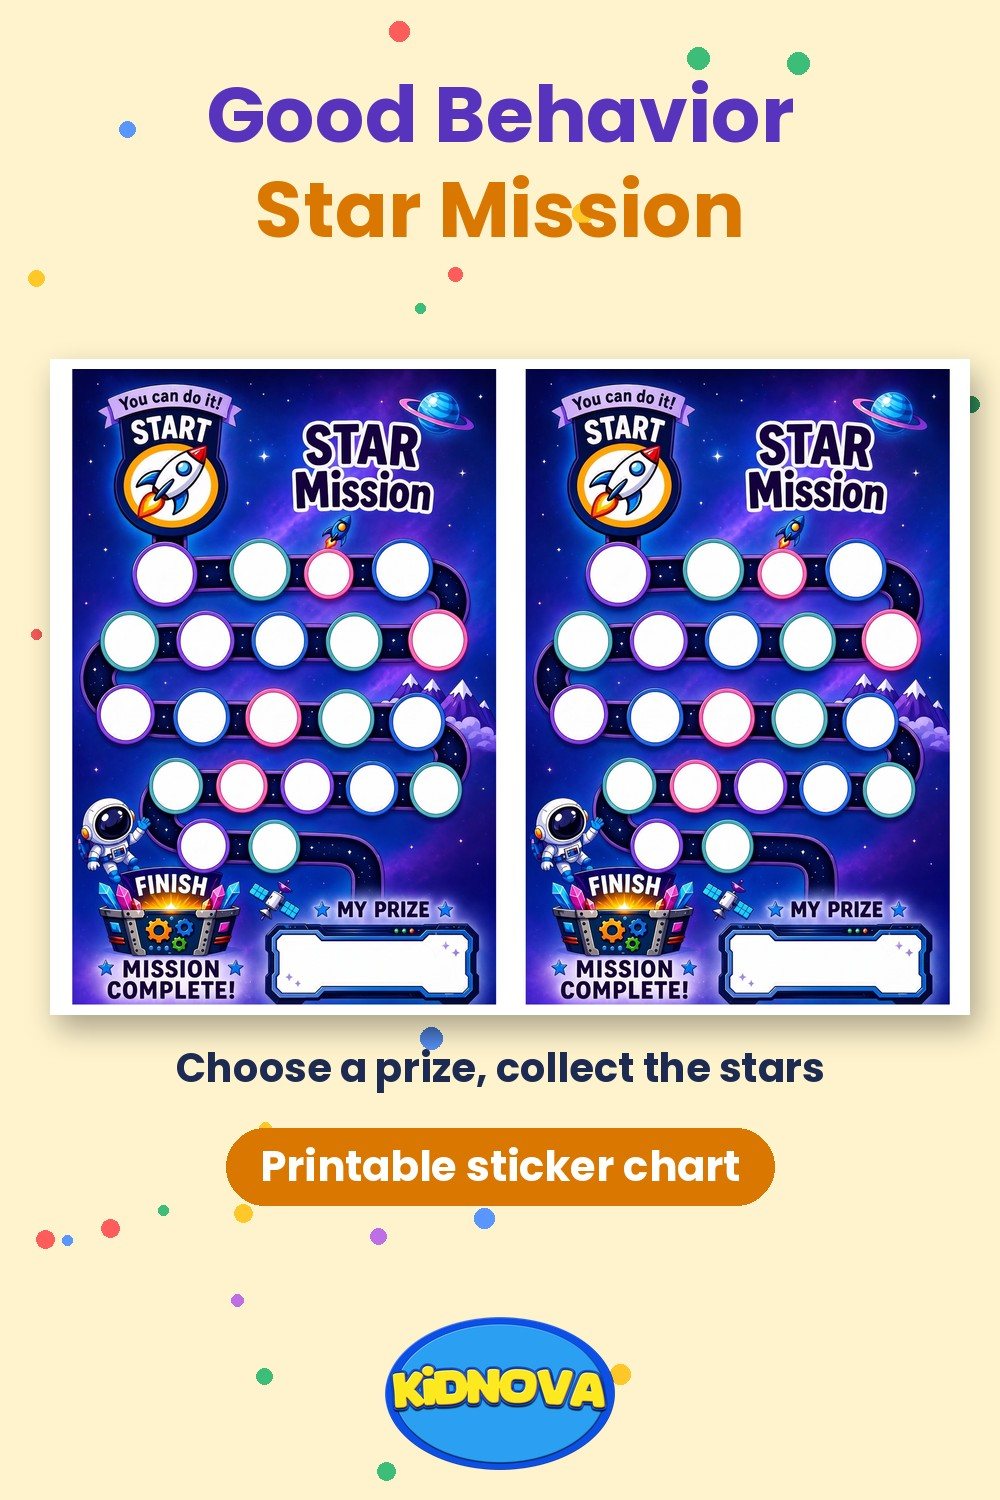 Good Behavior
Star Mission
You can do it!
START
STAR
Mission
FINISH
MISSION
COMPLETE!
MY PRIZE
You can do it!
START
STAR
Mission
FINISH
MISSION
COMPLETE!
MY PRIZE
Choose a prize, collect the stars
Printable sticker chart
KiDNOVA